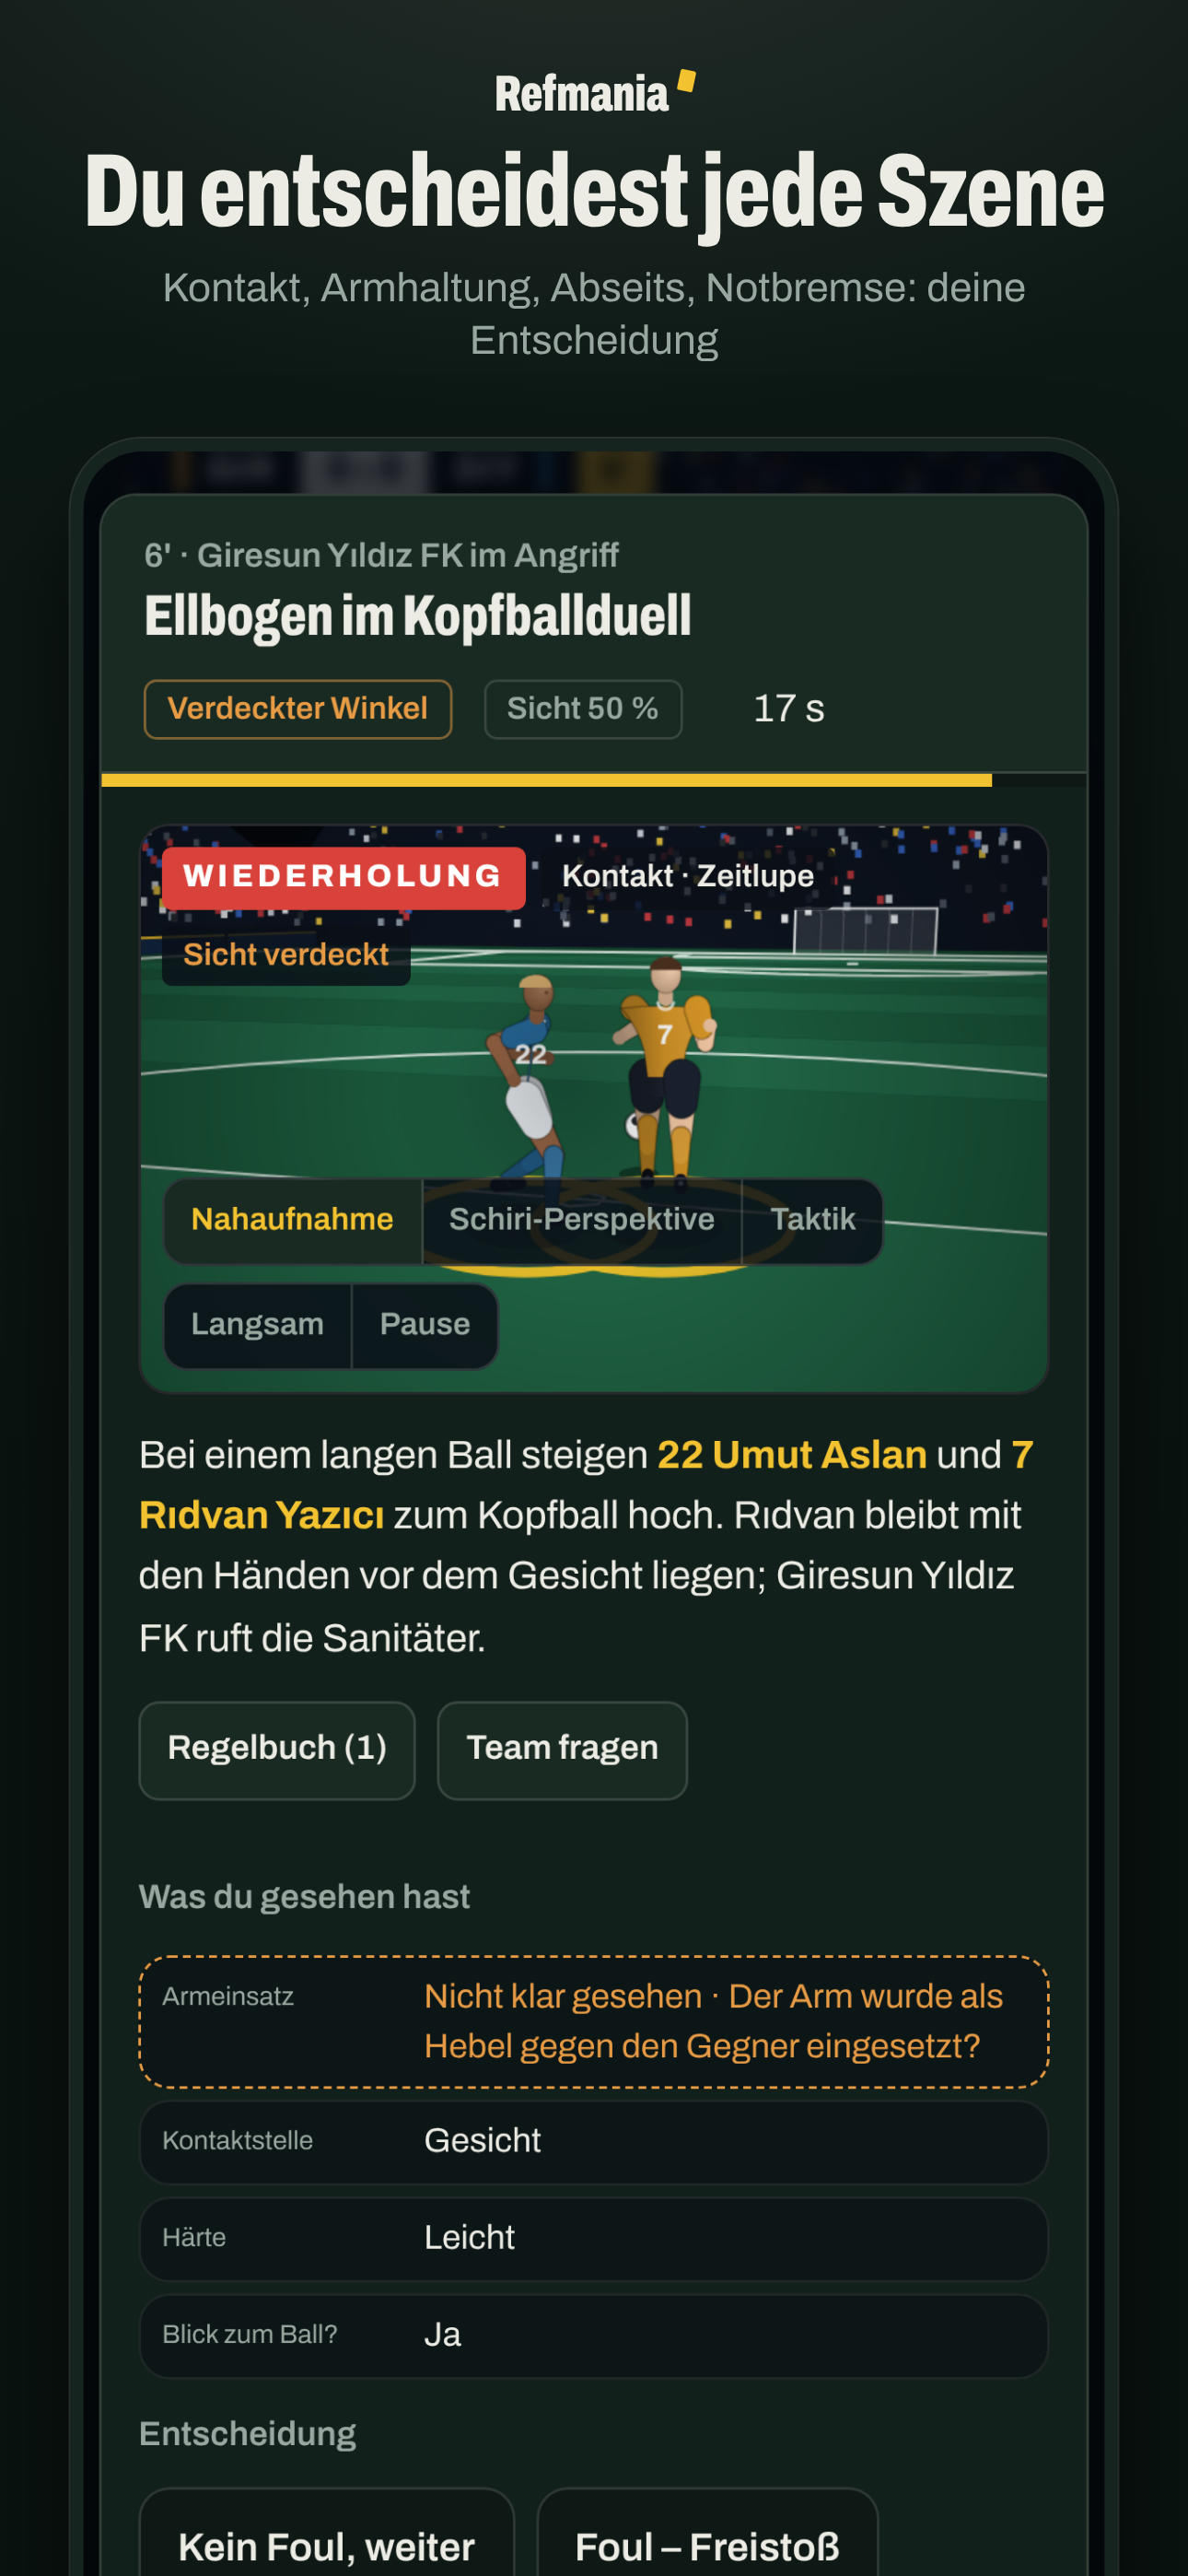 Refmania
Du entscheidest jede Szene
Kontakt, Armhaltung, Abseits, Notbremse: deine
Entscheidung
6' · Giresun Yıldız FK im Angriff
Ellbogen im Kopfballduell
Verdeckter Winkel Sicht 50 % 17 s
WIEDERHOLUNG Kontakt · Zeitlupe
Sicht verdeckt
22 7
Nahaufnahme Schiri-Perspektive Taktik
Langsam Pause
Bei einem langen Ball steigen 22 Umut Aslan und 7
Rıdvan Yazıcı zum Kopfball hoch. Rıdvan bleibt mit
den Händen vor dem Gesicht liegen; Giresun Yıldız
FK ruft die Sanitäter.
Regelbuch (1) Team fragen
Was du gesehen hast
Armeinsatz Nicht klar gesehen · Der Arm wurde als
Hebel gegen den Gegner eingesetzt?
Kontaktstelle Gesicht
Härte Leicht
Blick zum Ball? Ja
Entscheidung
Kein Foul, weiter Foul – Freistoß